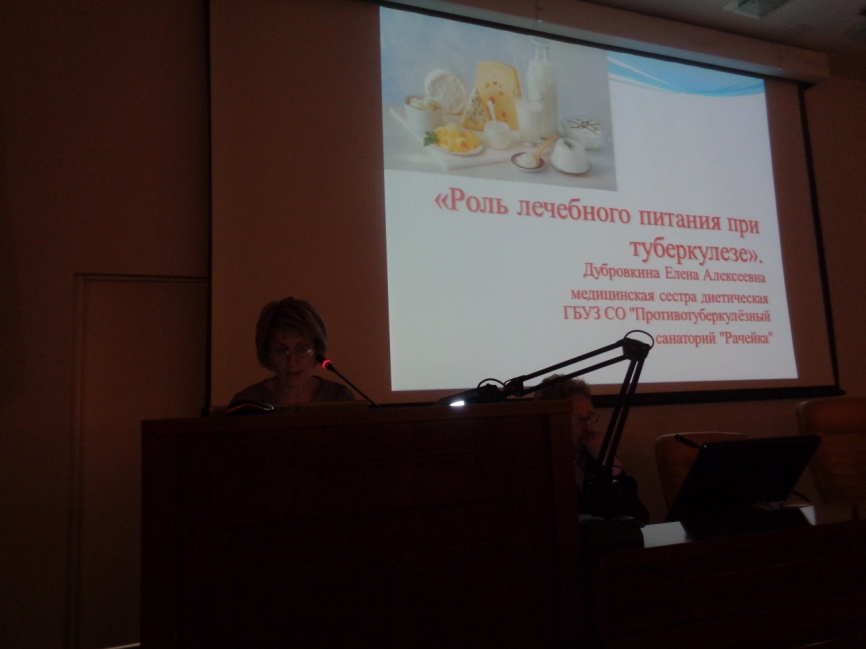 «Роль лечебного питания при
туберкулезе».
Дубровкина Елена Алексеевна
медицинская сестра диетическая
ГБУЗ СО "Противотуберкулёзный
санаторий "Рачейка"